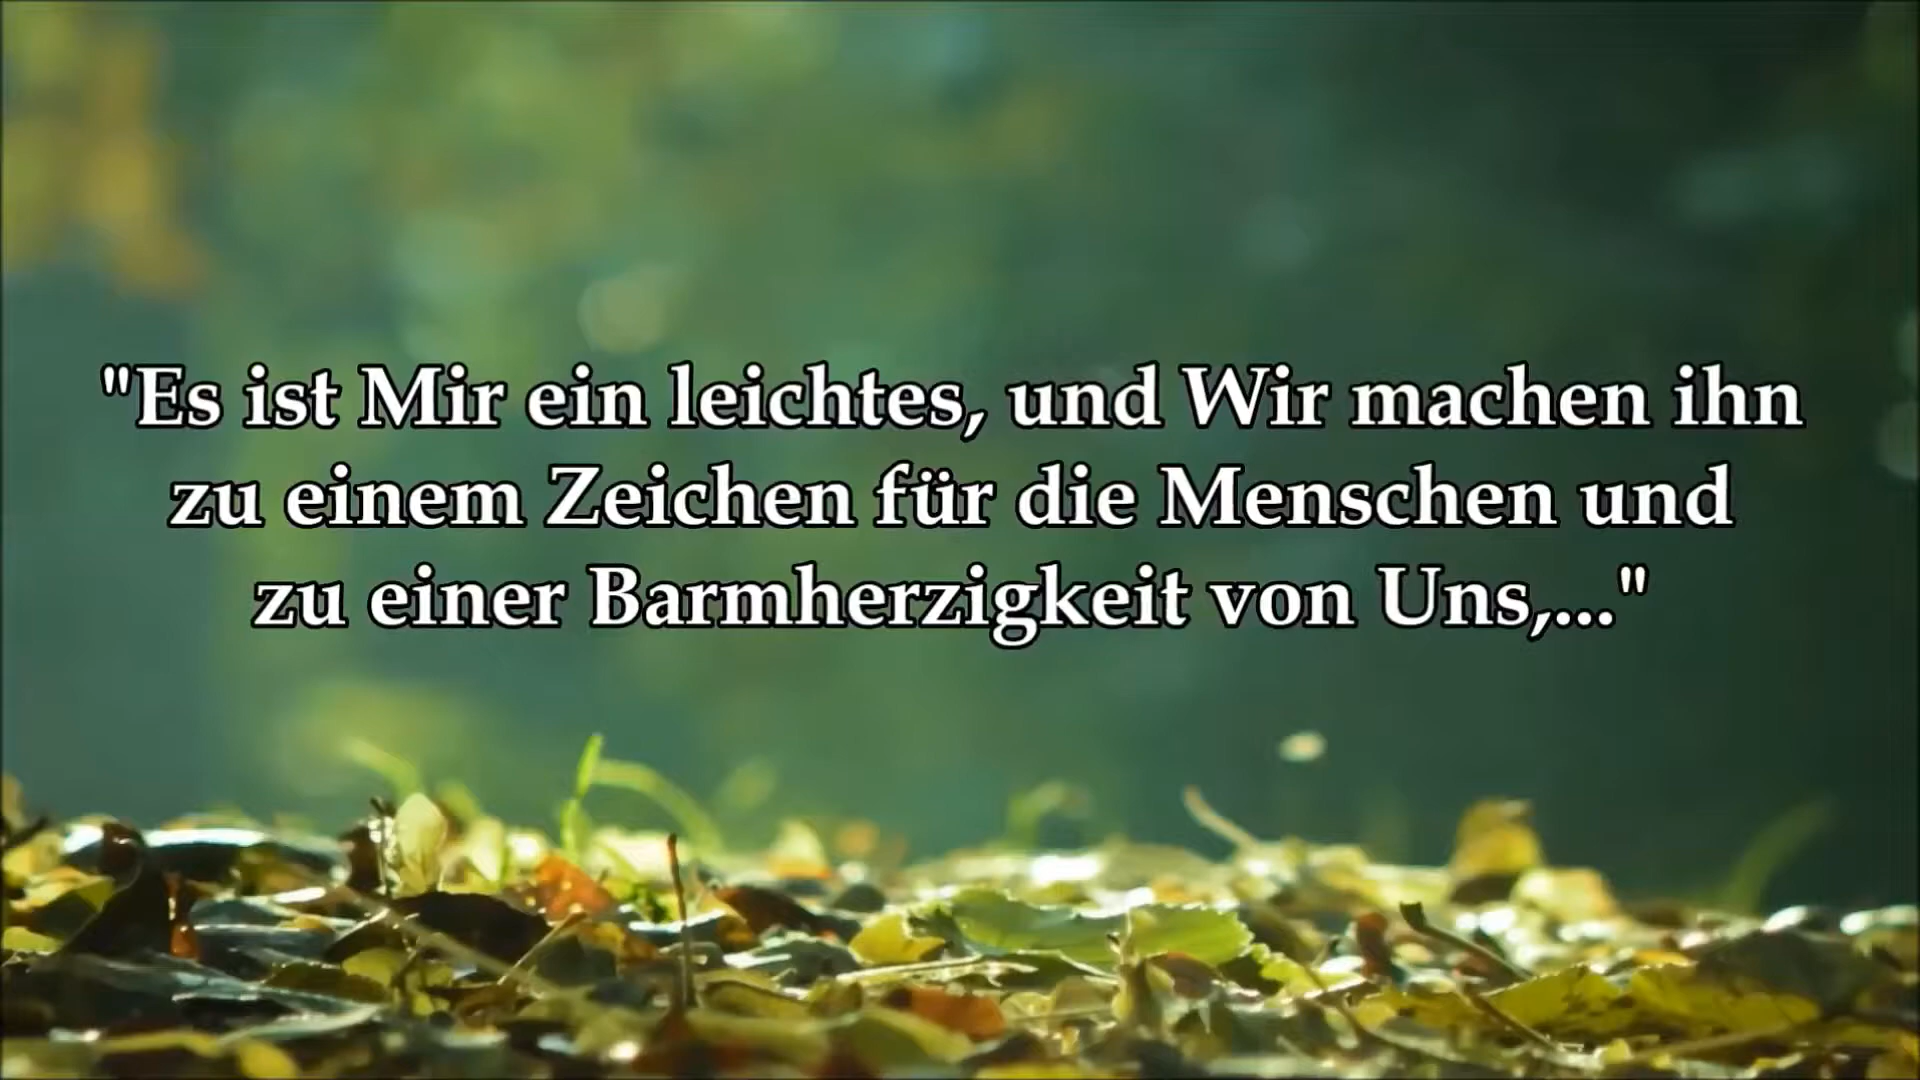 "Es ist Mir ein leichtes, und Wir machen ihn
zu einem Zeichen für die Menschen und
zu einer Barmherzigkeit von Uns,..."